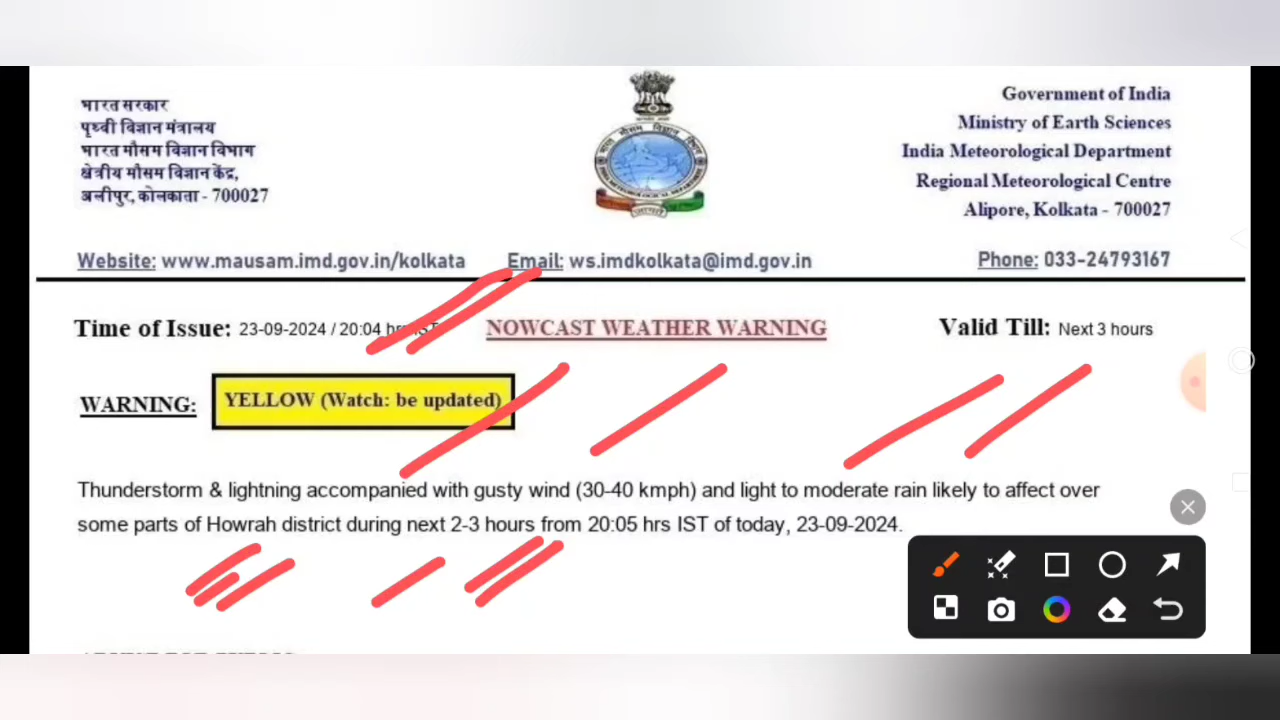 भारत सरकार
पृथ्वी विज्ञान मंत्रालय
भारत मौसम विज्ञान विभाग
क्षेत्रीय मौसम विज्ञान केंद्र,
अलीपुर, कोलकाता - 700027
Government of India
Ministry of Earth Sciences
India Meteorological Department
Regional Meteorological Centre
Alipore, Kolkata - 700027
Website: www.mausam.imd.gov.in/kolkata Email: ws.imdkolkata@imd.gov.in Phone: 033-24793167
Time of Issue: 23-09-2024 / 20:04 hrs IST NOWCAST WEATHER WARNING Valid Till: Next 3 hours
WARNING: YELLOW (Watch: be updated)
Thunderstorm & lightning accompanied with gusty wind (30-40 kmph) and light to moderate rain likely to affect over
some parts of Howrah district during next 2-3 hours from 20:05 hrs IST of today, 23-09-2024.